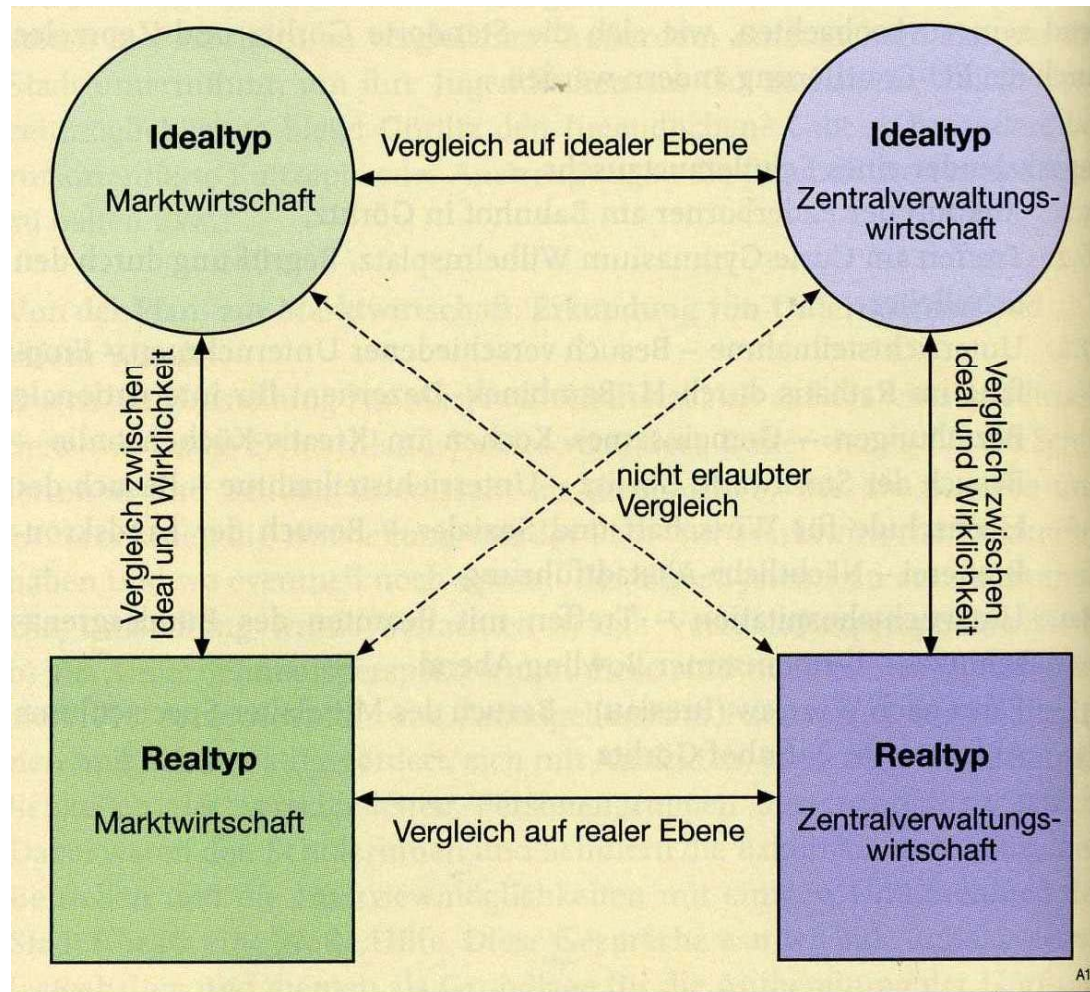 Idealtyp
Marktwirtschaft
Vergleich auf idealer Ebene
Idealtyp
Zentralverwaltungs-
wirtschaft
Vergleich zwischen
Ideal und Wirklichkeit
nicht erlaubter
Vergleich
Vergleich zwischen
Ideal und Wirklichkeit
Realtyp
Marktwirtschaft
Vergleich auf realer Ebene
Realtyp
Zentralverwaltungs-
wirtschaft
A1